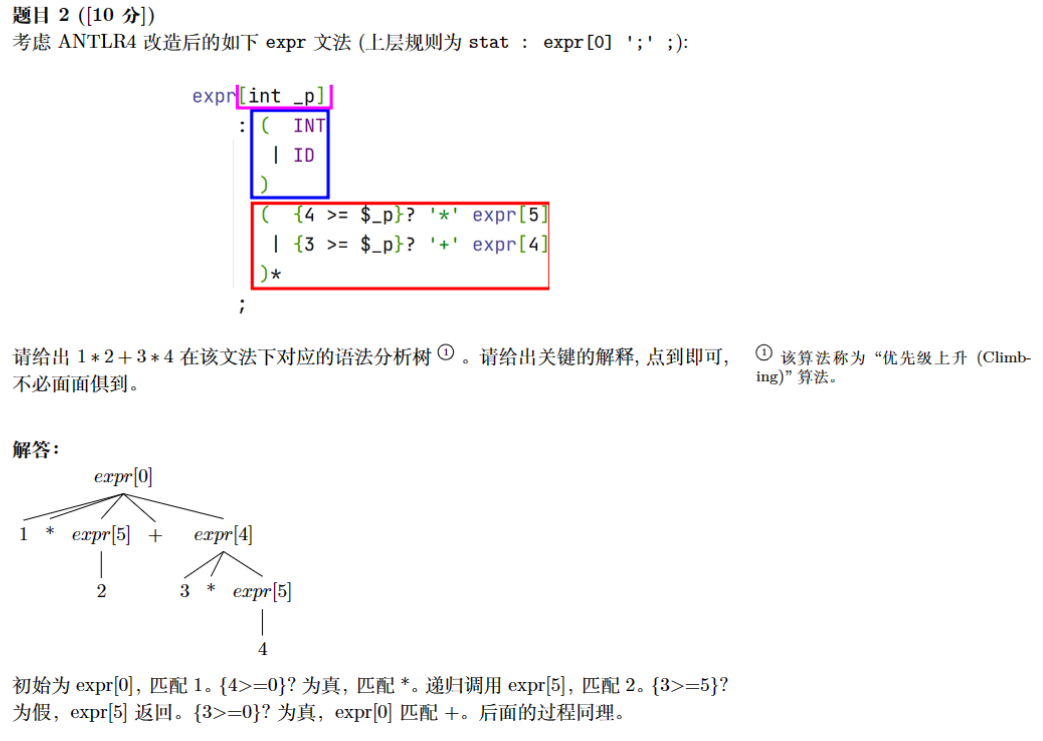 题目 2 ([10 分])
考虑 ANTLR4 改造后的如下 expr 文法 (上层规则为 stat : expr[0] ';' ;):
expr[int _p]
: ( INT
| ID
)
( {4 >= $_p}? '*' expr[5]
| {3 >= $_p}? '+' expr[4]
)*
;
请给出 1 * 2 + 3 * 4 在该文法下对应的语法分析树 ① 。请给出关键的解释, 点到即可,
不必面面俱到。
① 该算法称为 “优先级上升 (Climb-
ing)” 算法。
解答：
expr[0]
1 * expr[5] + expr[4]
2 3 * expr[5]
4
初始为 expr[0]，匹配 1。{4>=0}? 为真，匹配 *。递归调用 expr[5]，匹配 2。{3>=5}?
为假，expr[5] 返回。{3>=0}? 为真，expr[0] 匹配 +。后面的过程同理。